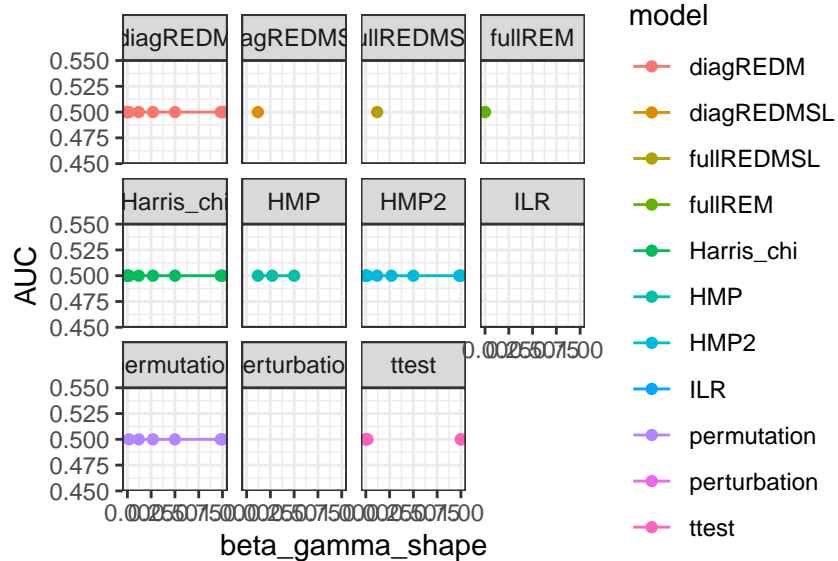 model
diagREDM
agREDMS
ullREDMS
fullREM
0.550
0.525
0.500
0.475
0.450
Harris_chi
HMP
HMP2
ILR
0.550
0.525
0.500
0.475
0.450
ermutation
erturbatio
ttest
0.550
0.525
0.500
0.475
0.450
AUC
beta_gamma_shape
diagREDM
diagREDMSL
fullREDMSL
fullREM
Harris_chi
HMP
HMP2
ILR
permutation
perturbation
ttest